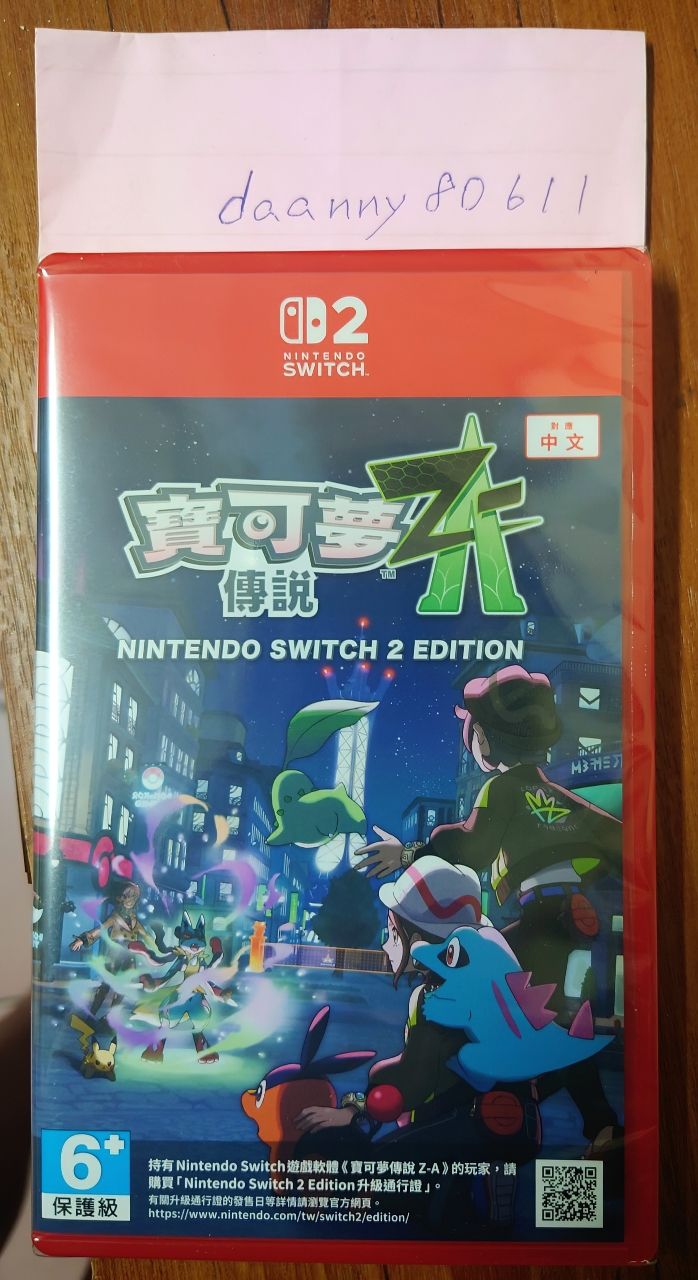 daanny80611
2
NINTENDO
SWITCH™
對應
中文
寶可夢 ZA
傳說
TM
NINTENDO SWITCH 2 EDITION
6+
保護級
持有Nintendo Switch遊戲軟體《寶可夢傳說 Z-A》的玩家，請
購買「Nintendo Switch 2 Edition升級通行證」。
有關升級通行證的發售日等詳情請瀏覽官方網頁。
https://www.nintendo.com/tw/switch2/edition/